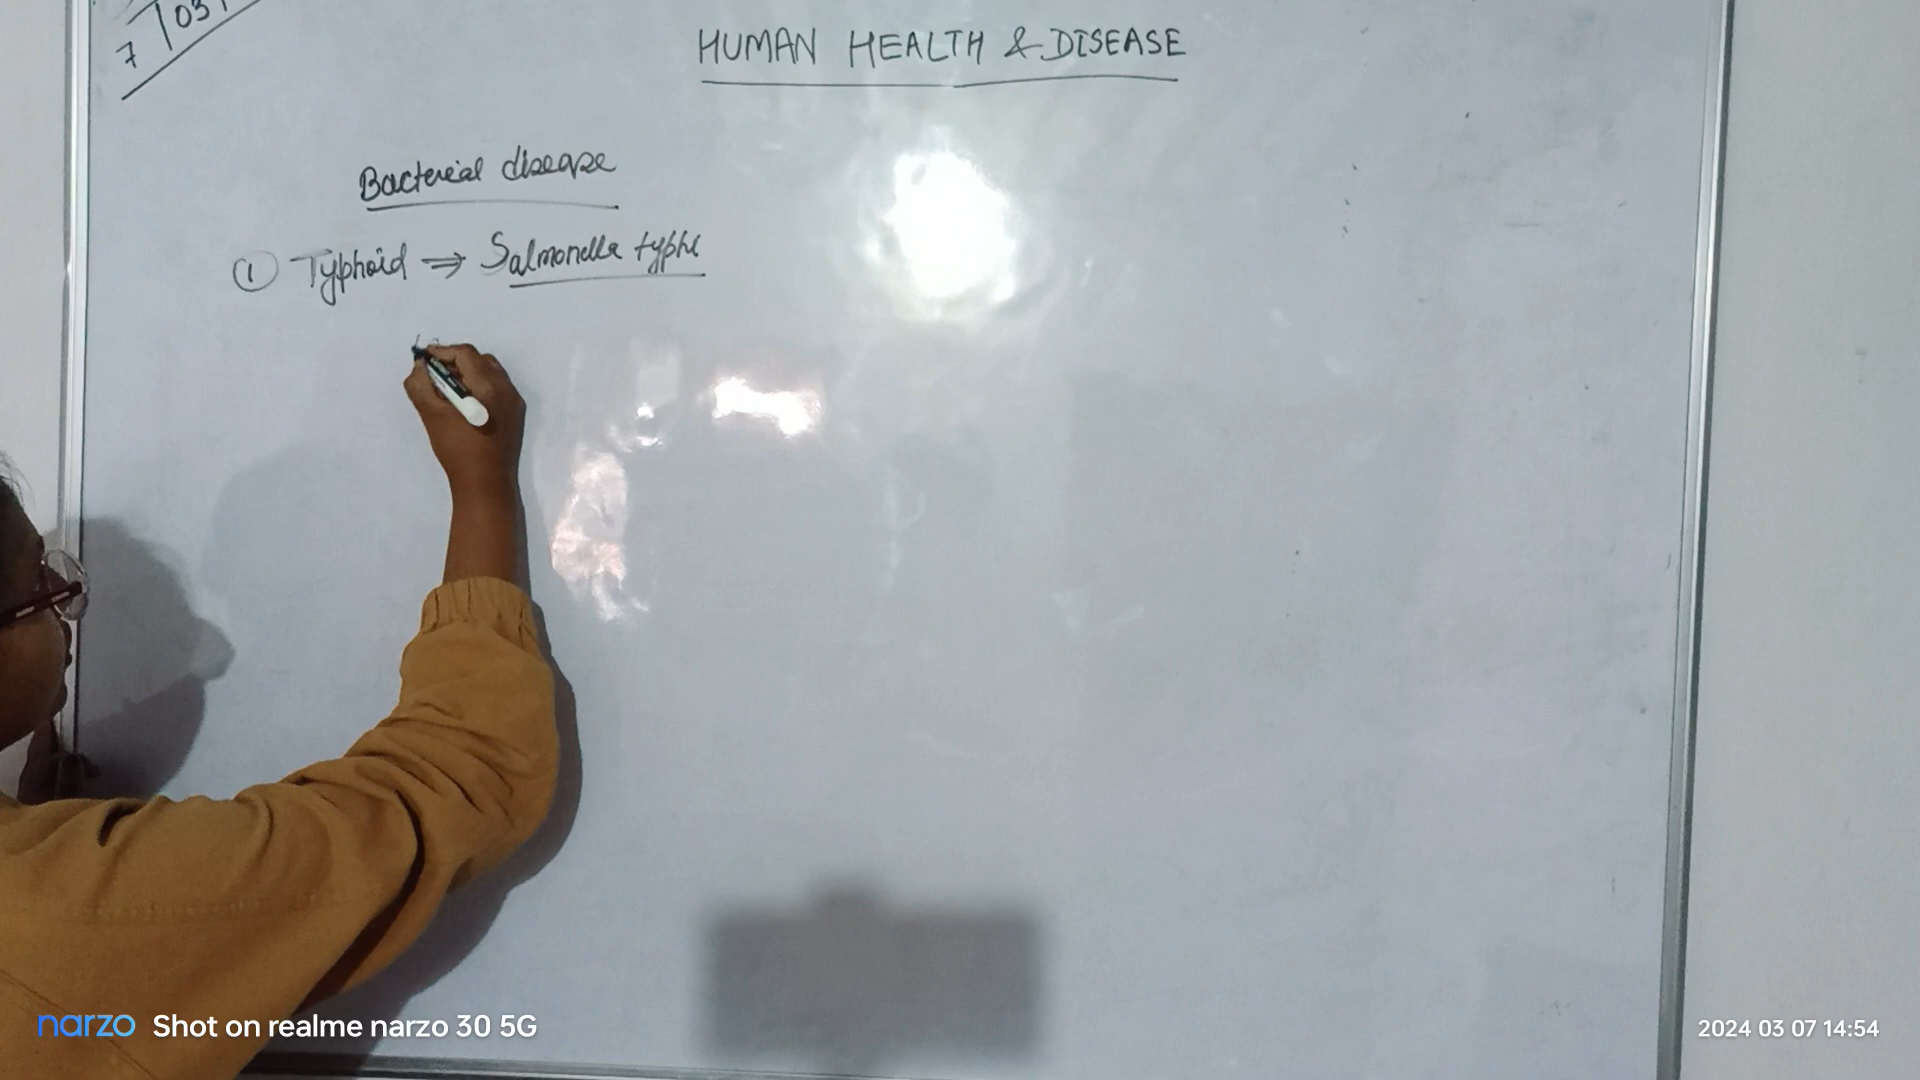 7/03/
HUMAN HEALTH & DISEASE
Bacterial disease
① Typhoid ⇒ Salmonella typhi
narzo Shot on realme narzo 30 5G
2024 03 07 14:54